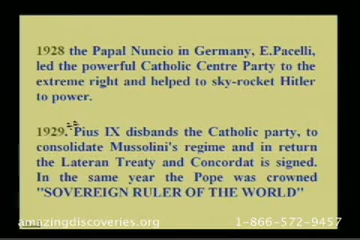 1928 the Papal Nuncio in Germany, E.Pacelli,
led the powerful Catholic Centre Party to the
extreme right and helped to sky-rocket Hitler
to power.
1929. Pius IX disbands the Catholic party, to
consolidate Mussolini's regime and in return
the Lateran Treaty and Concordat is signed.
In the same year the Pope was crowned
"SOVEREIGN RULER OF THE WORLD"
amazingdiscoveries.org 1-866-572-9457